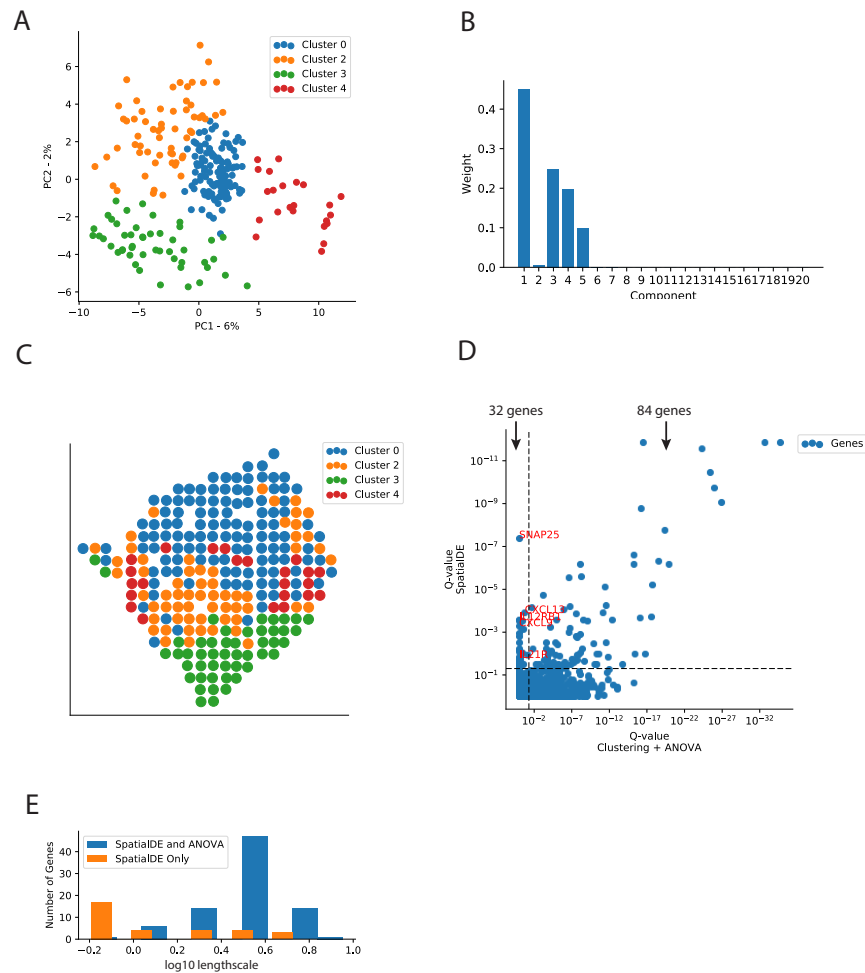 A
Cluster 0
Cluster 2
Cluster 3
Cluster 4
6
4
2
0
−2
−4
−6
PC2 - 2%
−10
−5
0
5
10
PC1 - 6%
B
0.4
0.3
0.2
0.1
0.0
Weight
1 2 3 4 5 6 7 8 9 10 11 12 13 14 15 16 17 18 19 20
Component
C
Cluster 0
Cluster 2
Cluster 3
Cluster 4
D
32 genes
84 genes
Genes
10−11
10−9
10−7
10−5
10−3
10−1
Q-value
SpatialDE
SNAP25
CXCL13
IL12RB1
10−2
10−7
10−12
10−17
10−22
10−27
10−32
Q-value
Clustering + ANOVA
E
SpatialDE and ANOVA
SpatialDE Only
40
30
20
10
0
Number of Genes
−0.2
0.0
0.2
0.4
0.6
0.8
1.0
log10 lengthscale